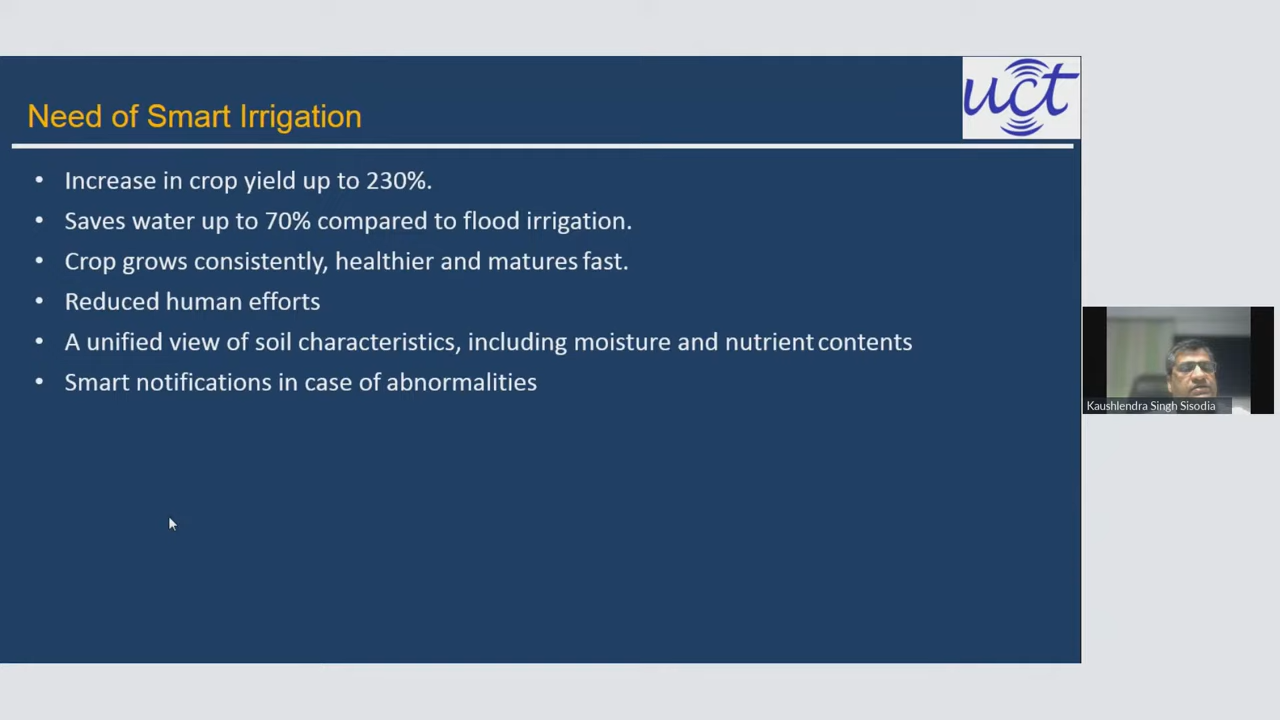 uct
Need of Smart Irrigation
• Increase in crop yield up to 230%.
• Saves water up to 70% compared to flood irrigation.
• Crop grows consistently, healthier and matures fast.
• Reduced human efforts
• A unified view of soil characteristics, including moisture and nutrient contents
• Smart notifications in case of abnormalities
Kaushlendra Singh Sisodia